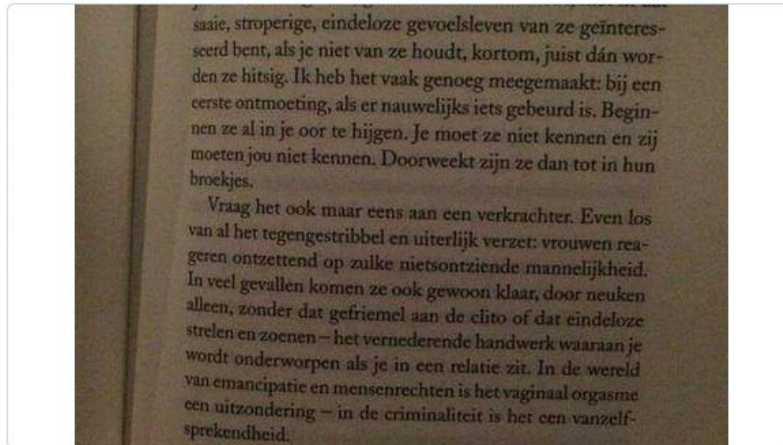 saaie, stroperige, eindeloze gevoelsleven van ze geïnteres-
seerd bent, als je niet van ze houdt, kortom, juist dán wor-
den ze hitsig. Ik heb het vaak genoeg meegemaakt: bij een
eerste ontmoeting, als er nauwelijks iets gebeurd is. Begin-
nen ze al in je oor te hijgen. Je moet ze niet kennen en zij
moeten jou niet kennen. Doorweekt zijn ze dan tot in hun
broekjes.
Vraag het ook maar eens aan een verkrachter. Even los
van al het tegengestribbel en uiterlijk verzet: vrouwen rea-
geren ontzettend op zulke nietsontziende mannelijkheid.
In veel gevallen komen ze ook gewoon klaar, door neuken
alleen, zonder dat gefriemel aan de clito of dat eindeloze
strelen en zoenen – het vernederende handwerk waaraan je
wordt onderworpen als je in een relatie zit. In de wereld
van emancipatie en mensenrechten is het vaginaal orgasme
een uitzondering – in de criminaliteit is het een vanzelf-
sprekendheid.